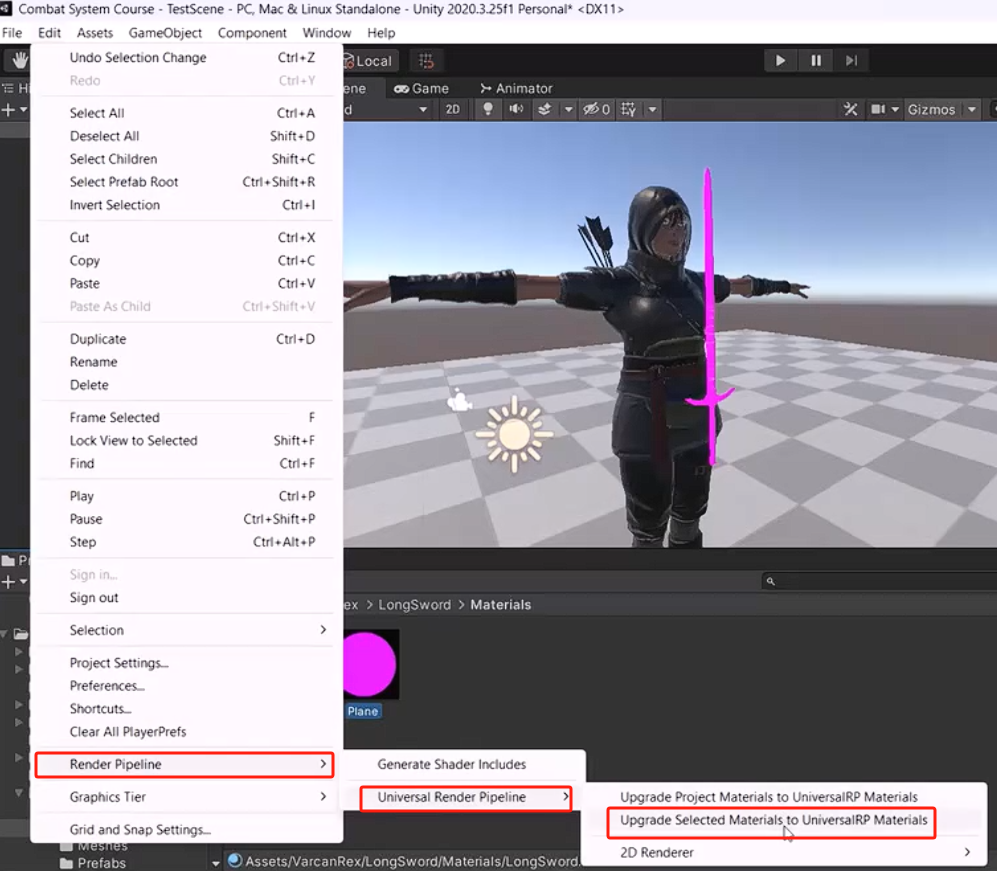 Combat System Course - TestScene - PC, Mac & Linux Standalone - Unity 2020.3.25f1 Personal* <DX11>
File Edit Assets GameObject Component Window Help
Local
Game
Animator
2D
0
Gizmos
Undo Selection Change Ctrl+Z
Redo Ctrl+Y
Select All Ctrl+A
Deselect All Shift+D
Select Children Shift+C
Select Prefab Root Ctrl+Shift+R
Invert Selection Ctrl+I
Cut Ctrl+X
Copy Ctrl+C
Paste Ctrl+V
Paste As Child Ctrl+Shift+V
Duplicate Ctrl+D
Rename
Delete
Frame Selected F
Lock View to Selected Shift+F
Find Ctrl+F
Play Ctrl+P
Pause Ctrl+Shift+P
Step Ctrl+Alt+P
Sign in...
Sign out
Selection
Project Settings...
Preferences...
Shortcuts...
Clear All PlayerPrefs
Render Pipeline
Graphics Tier
Grid and Snap Settings...
ex > LongSword > Materials
Plane
Generate Shader Includes
Universal Render Pipeline
Upgrade Project Materials to UniversalRP Materials
Upgrade Selected Materials to UniversalRP Materials
2D Renderer
Meshes
Prefabs
Assets/VarcanRex/LongSword/Materials/LongSword.